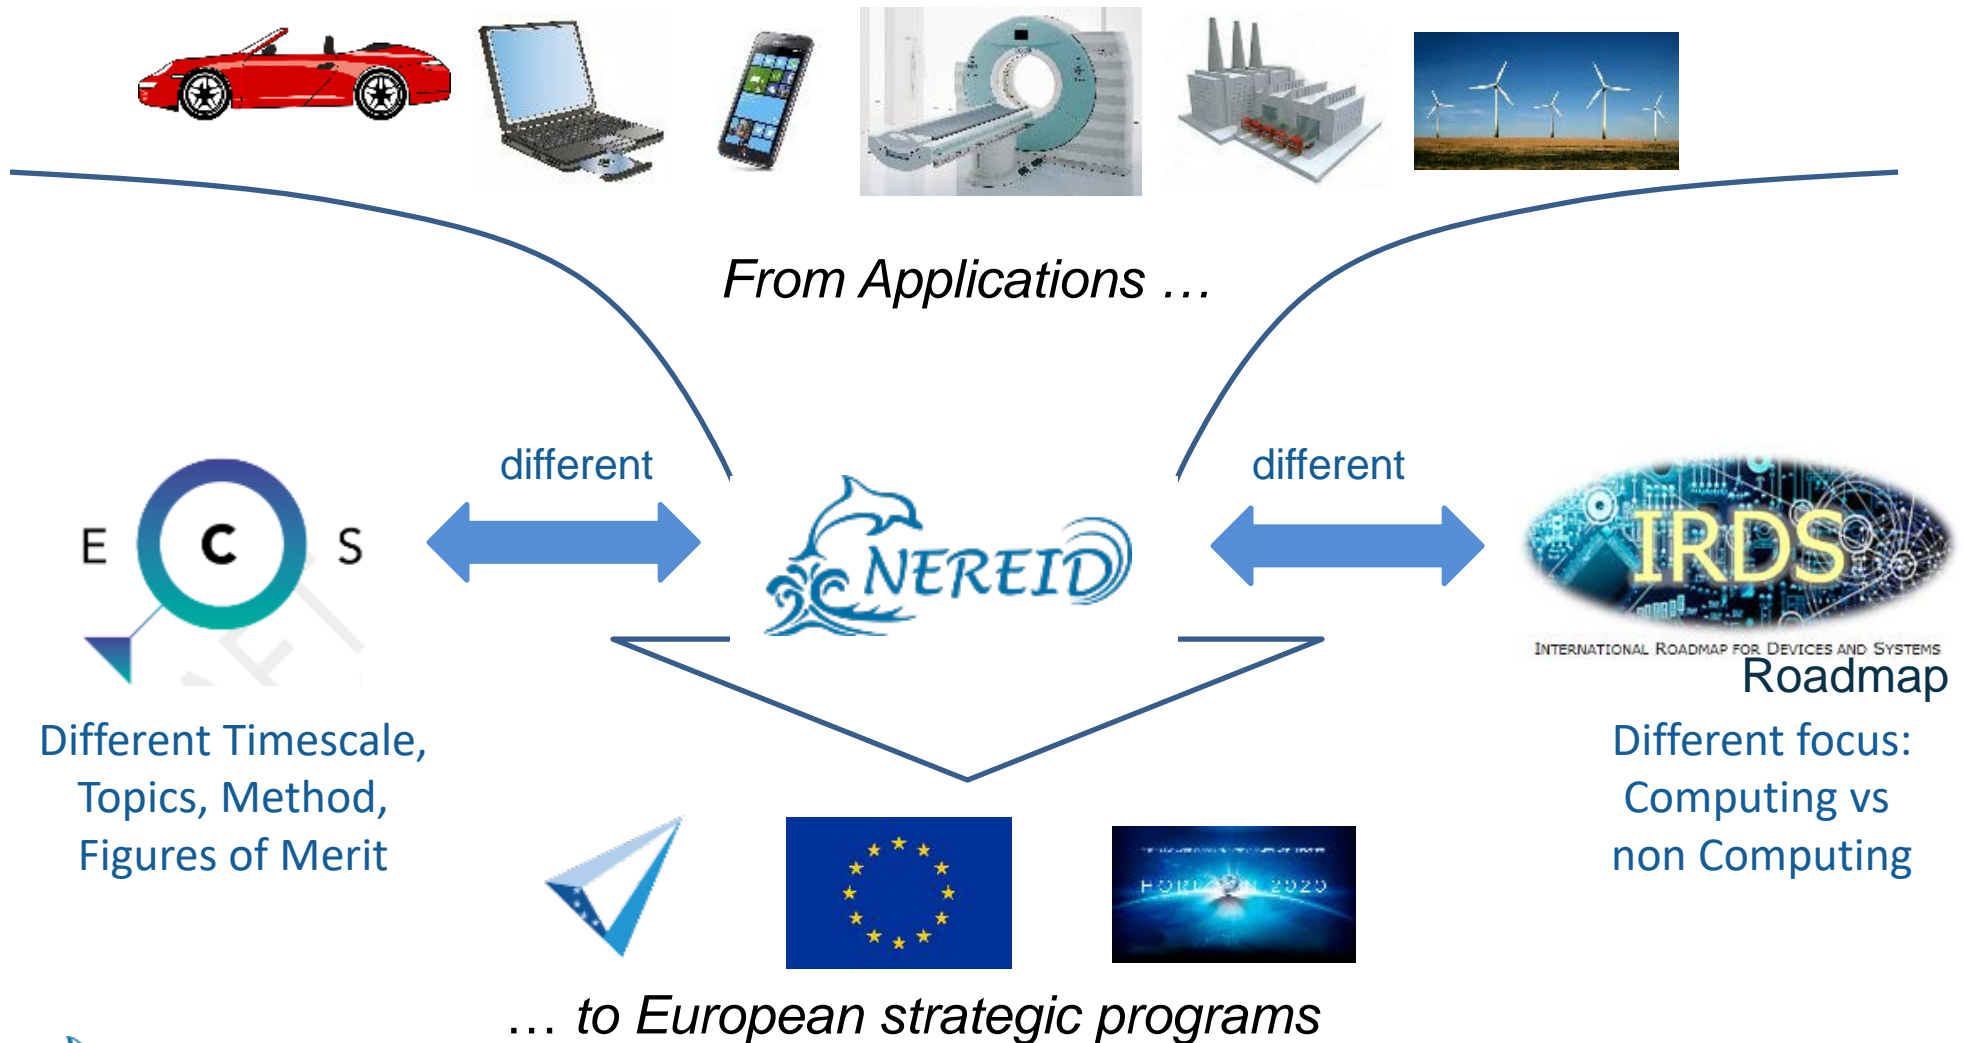 From Applications …
different
different
E C S
NEREID
IRDS
INTERNATIONAL ROADMAP FOR DEVICES AND SYSTEMS
Roadmap
Different Timescale,
Topics, Method,
Figures of Merit
Different focus:
Computing vs
non Computing
HORIZON 2020
… to European strategic programs